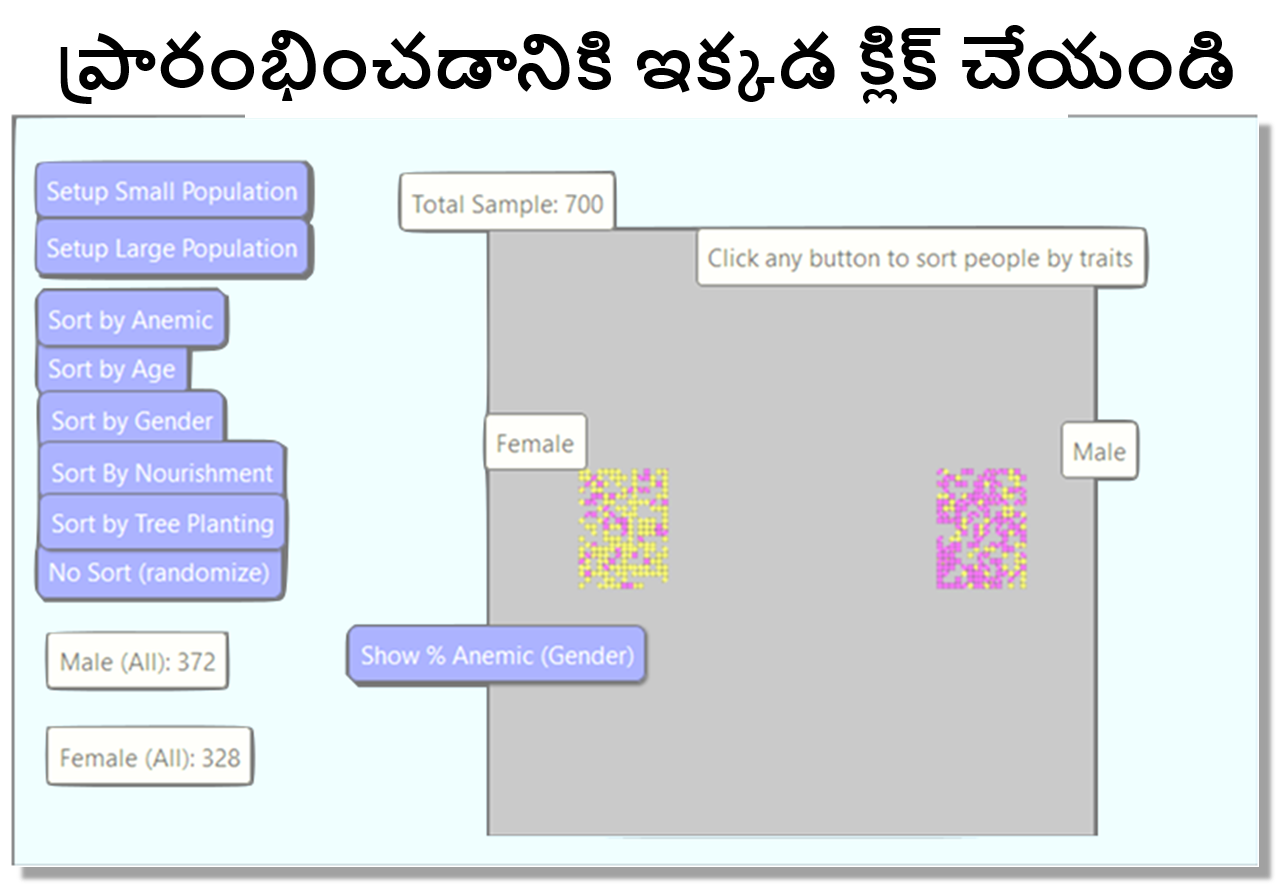 ప్రారంభించడానికి ఇక్కడ క్లిక్ చేయండి
Setup Small Population
Setup Large Population
Sort by Anemic
Sort by Age
Sort by Gender
Sort By Nourishment
Sort by Tree Planting
No Sort (randomize)
Male (All): 372
Female (All): 328
Total Sample: 700
Click any button to sort people by traits
Female
Male
Show % Anemic (Gender)